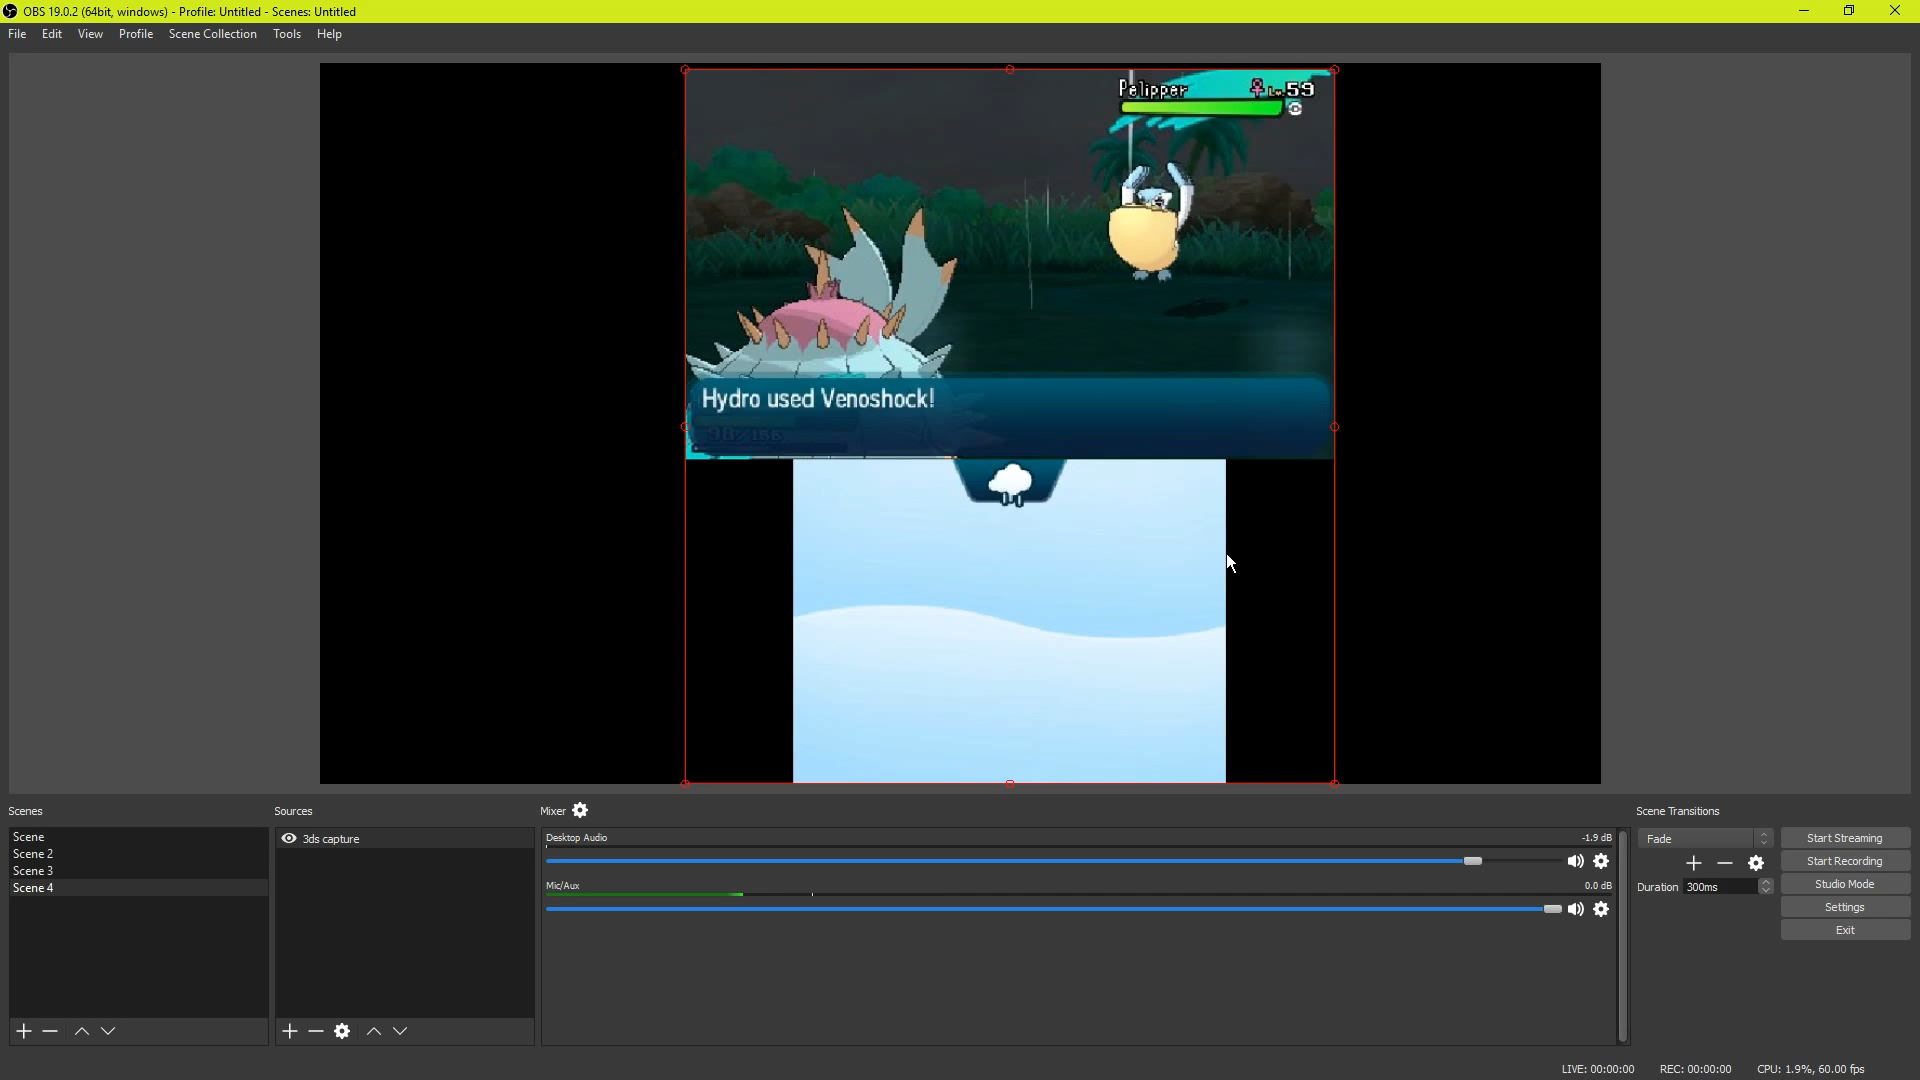 OBS 19.0.2 (64bit, windows) - Profile: Untitled - Scenes: Untitled
File Edit View Profile Scene Collection Tools Help
Pelipper Lv.59
Hydro used Venoshock!
98/156
Scenes
Scene
Scene 2
Scene 3
Scene 4
Sources
3ds capture
Mixer
Desktop Audio -1.9 dB
Mic/Aux 0.0 dB
Scene Transitions
Fade
Duration 300ms
Start Streaming
Start Recording
Studio Mode
Settings
Exit
LIVE: 00:00:00 REC: 00:00:00 CPU: 1.9%, 60.00 fps